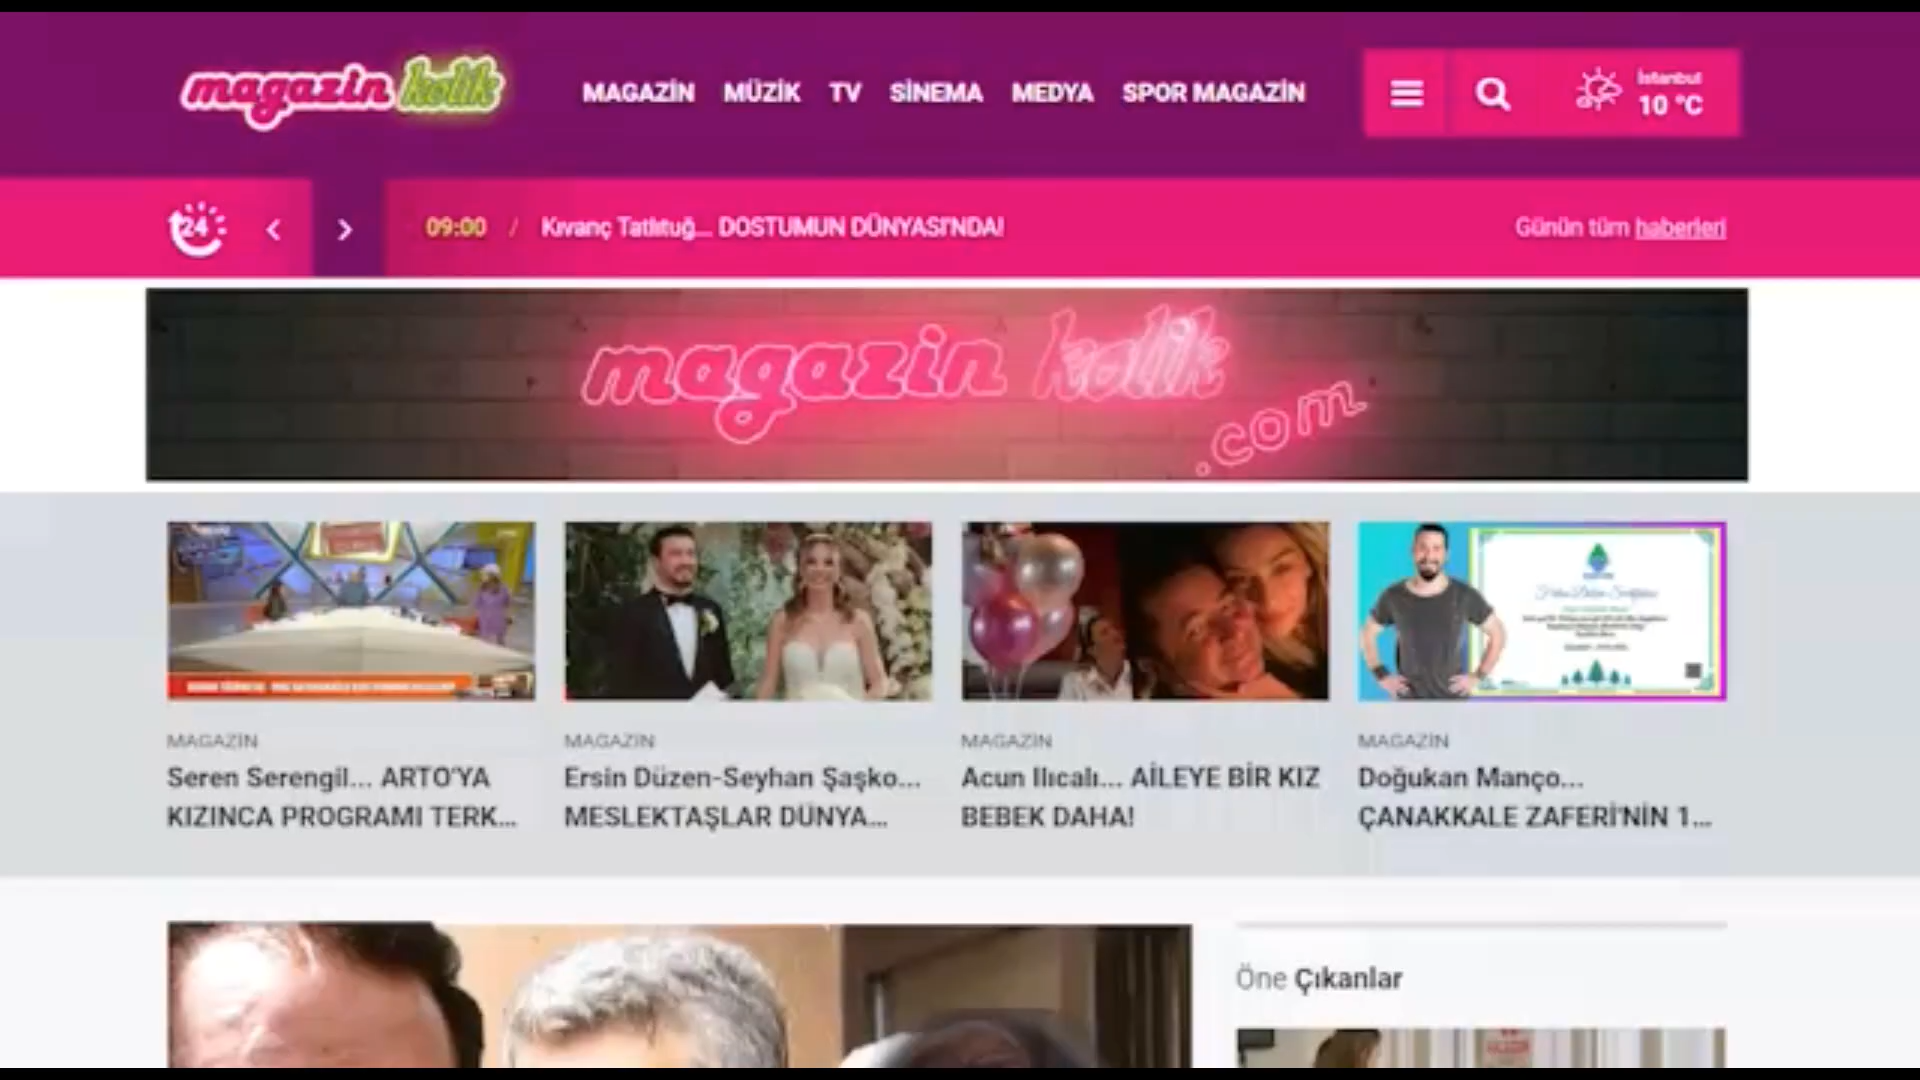 magazin kolik
MAGAZİN MÜZİK TV SİNEMA MEDYA SPOR MAGAZİN
İstanbul
10 °C
24
09:00 / Kıvanç Tatlıtuğ... DOSTUMUN DÜNYASI'NDA!
Günün tüm haberleri
magazin kolik
.com
MAGAZİN
Seren Serengil... ARTO'YA
KIZINCA PROGRAMI TERK...
MAGAZİN
Ersin Düzen-Seyhan Şaşko...
MESLEKTAŞLAR DÜNYA...
MAGAZİN
Acun Ilıcalı... AİLEYE BİR KIZ
BEBEK DAHA!
MAGAZİN
Doğukan Manço...
ÇANAKKALE ZAFERİ'NİN 1...
Öne Çıkanlar